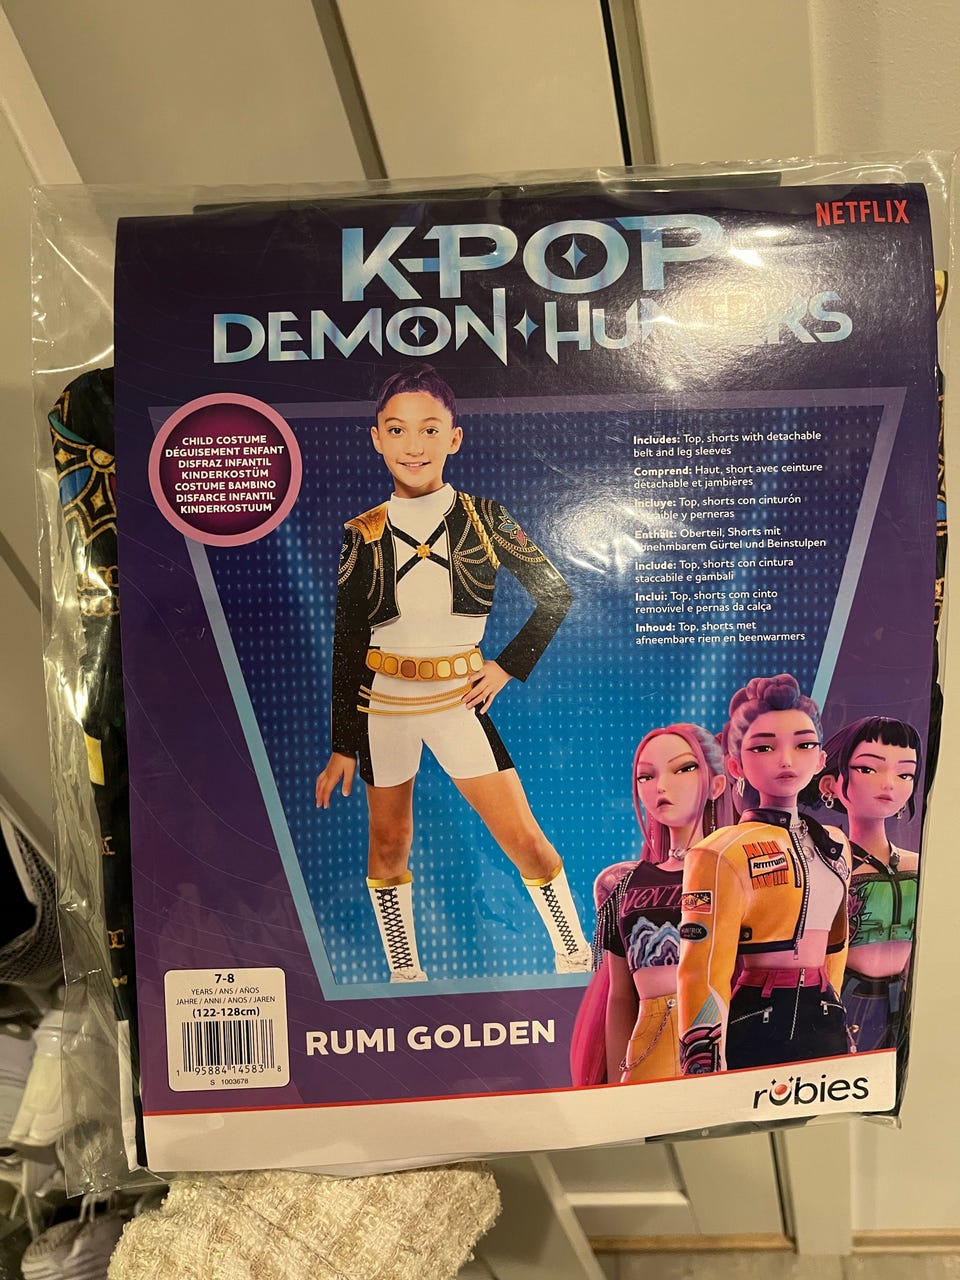 NETFLIX
K-POP
DEMON HUNTERS
CHILD COSTUME
DÉGUISEMENT ENFANT
DISFRAZ INFANTIL
KINDERKOSTÜM
COSTUME BAMBINO
DISFARCE INFANTIL
KINDERKOSTUUM
Includes: Top, shorts with detachable
belt and leg sleeves
Comprend: Haut, short avec ceinture
détachable et jambières
Incluye: Top, shorts con cinturón
y perneras
Enthält: Oberteil, Shorts mit
abnehmbarem Gürtel und Beinstulpen
Include: Top, shorts con cintura
staccabile e gambali
Inclui: Top, shorts com cinto
removível e pernas da calça
Inhoud: Top, shorts met
afneembare riem en beenwarmers
7-8
YEARS / ANS / AÑOS
JAHRE / ANNI / ANOS / JAREN
(122-128cm)
1 95884 14583 8
S 1003678
RUMI GOLDEN
HUNTRIX
rubies